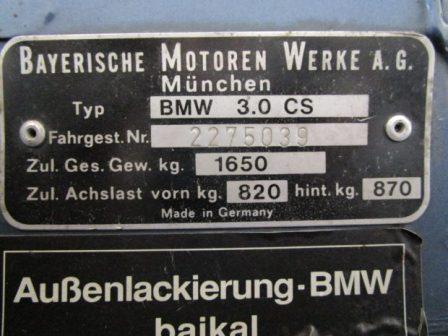 BAYERISCHE MOTOREN WERKE A.G.
München
Typ BMW 3.0 CS
Fahrgest.Nr. 2275039
Zul. Ges. Gew. kg. 1650
Zul. Achslast vorn kg. 820 hint. kg. 870
Made in Germany
Außenlackierung-BMW
baikal